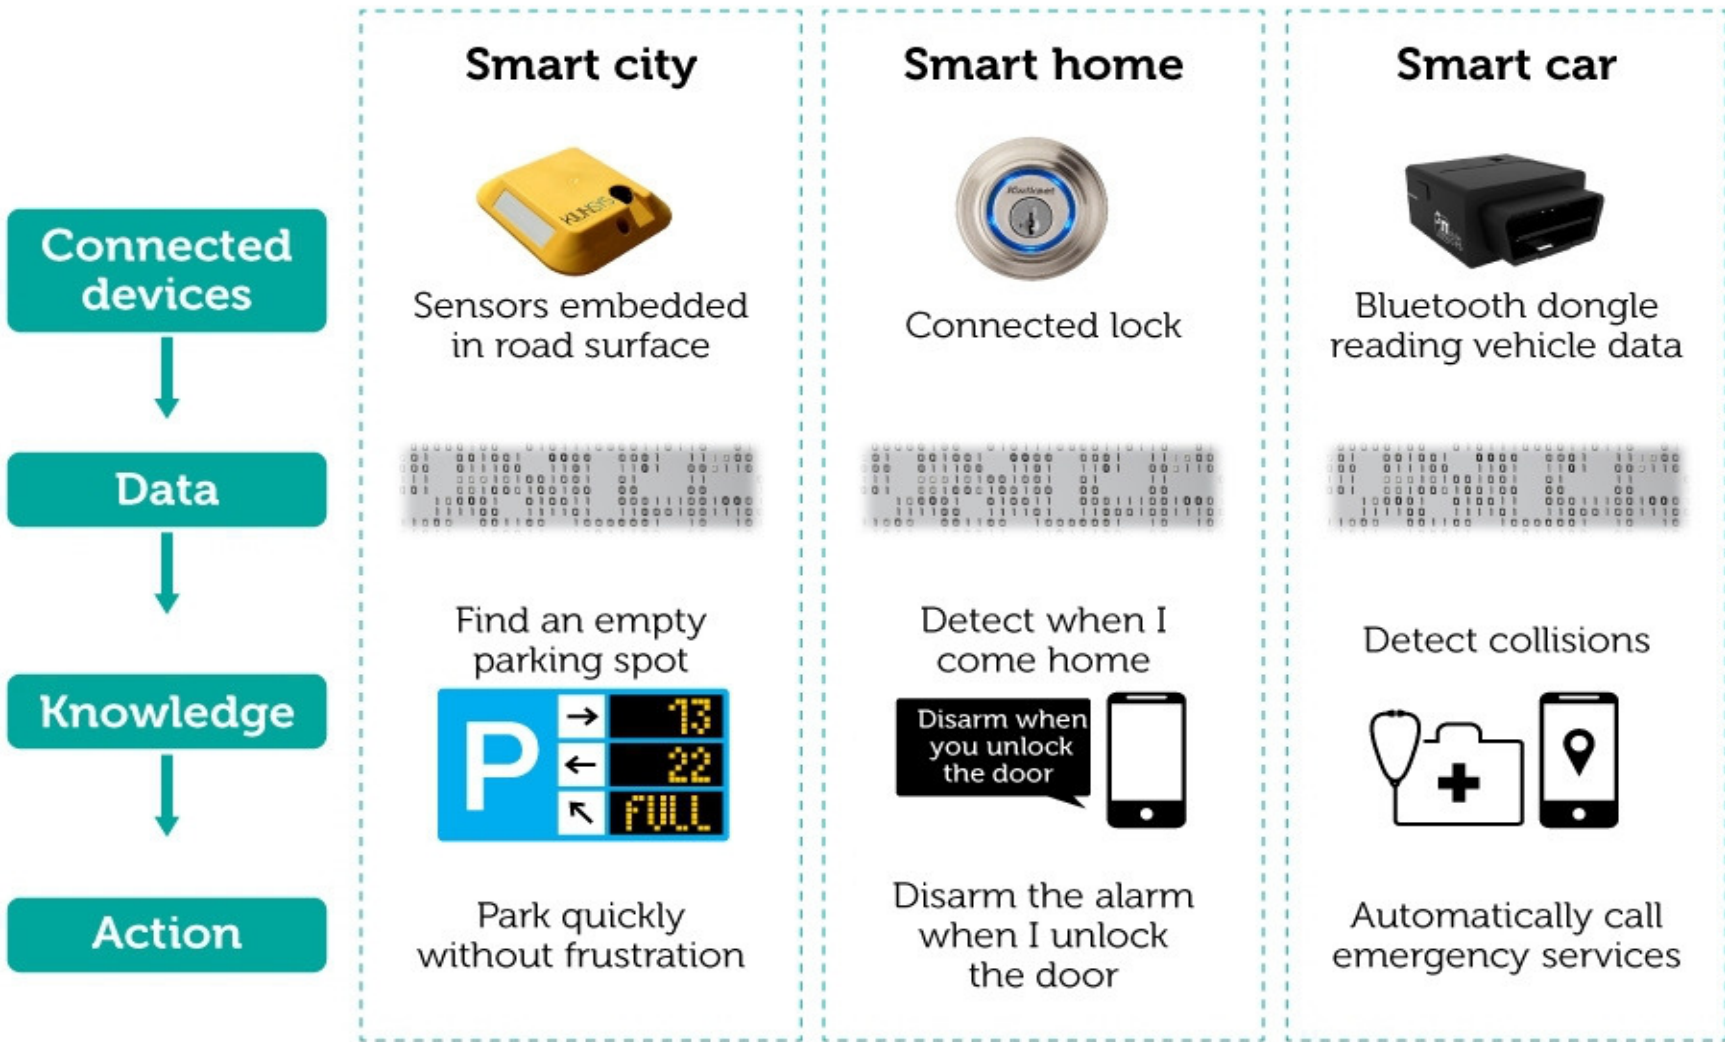 Smart city
Smart home
Smart car
Connected
devices
KIUNSYS
Sensors embedded
in road surface
Kwikset
Connected lock
Bluetooth dongle
reading vehicle data
Data
Knowledge
Find an empty
parking spot
P
→ 13
← 22
↖ FULL
Detect when I
come home
Disarm when
you unlock
the door
Detect collisions
Action
Park quickly
without frustration
Disarm the alarm
when I unlock
the door
Automatically call
emergency services